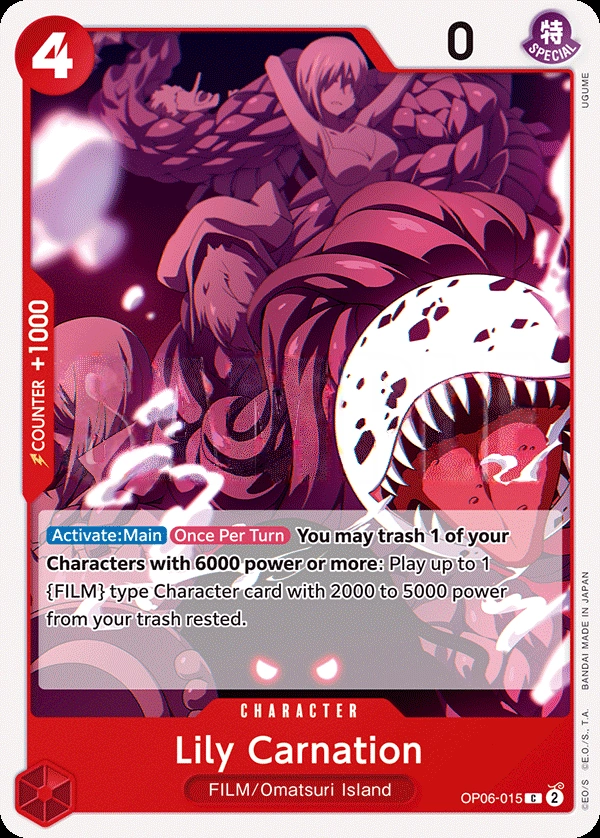 4
0
特
SPECIAL
UGUME
COUNTER +1000
Activate:Main Once Per Turn You may trash 1 of your
Characters with 6000 power or more: Play up to 1
{FILM} type Character card with 2000 to 5000 power
from your trash rested.
CHARACTER
Lily Carnation
FILM/Omatsuri Island
OP06-015 C 2
©E.O/S ©E.O./S., T.A. BANDAI MADE IN JAPAN